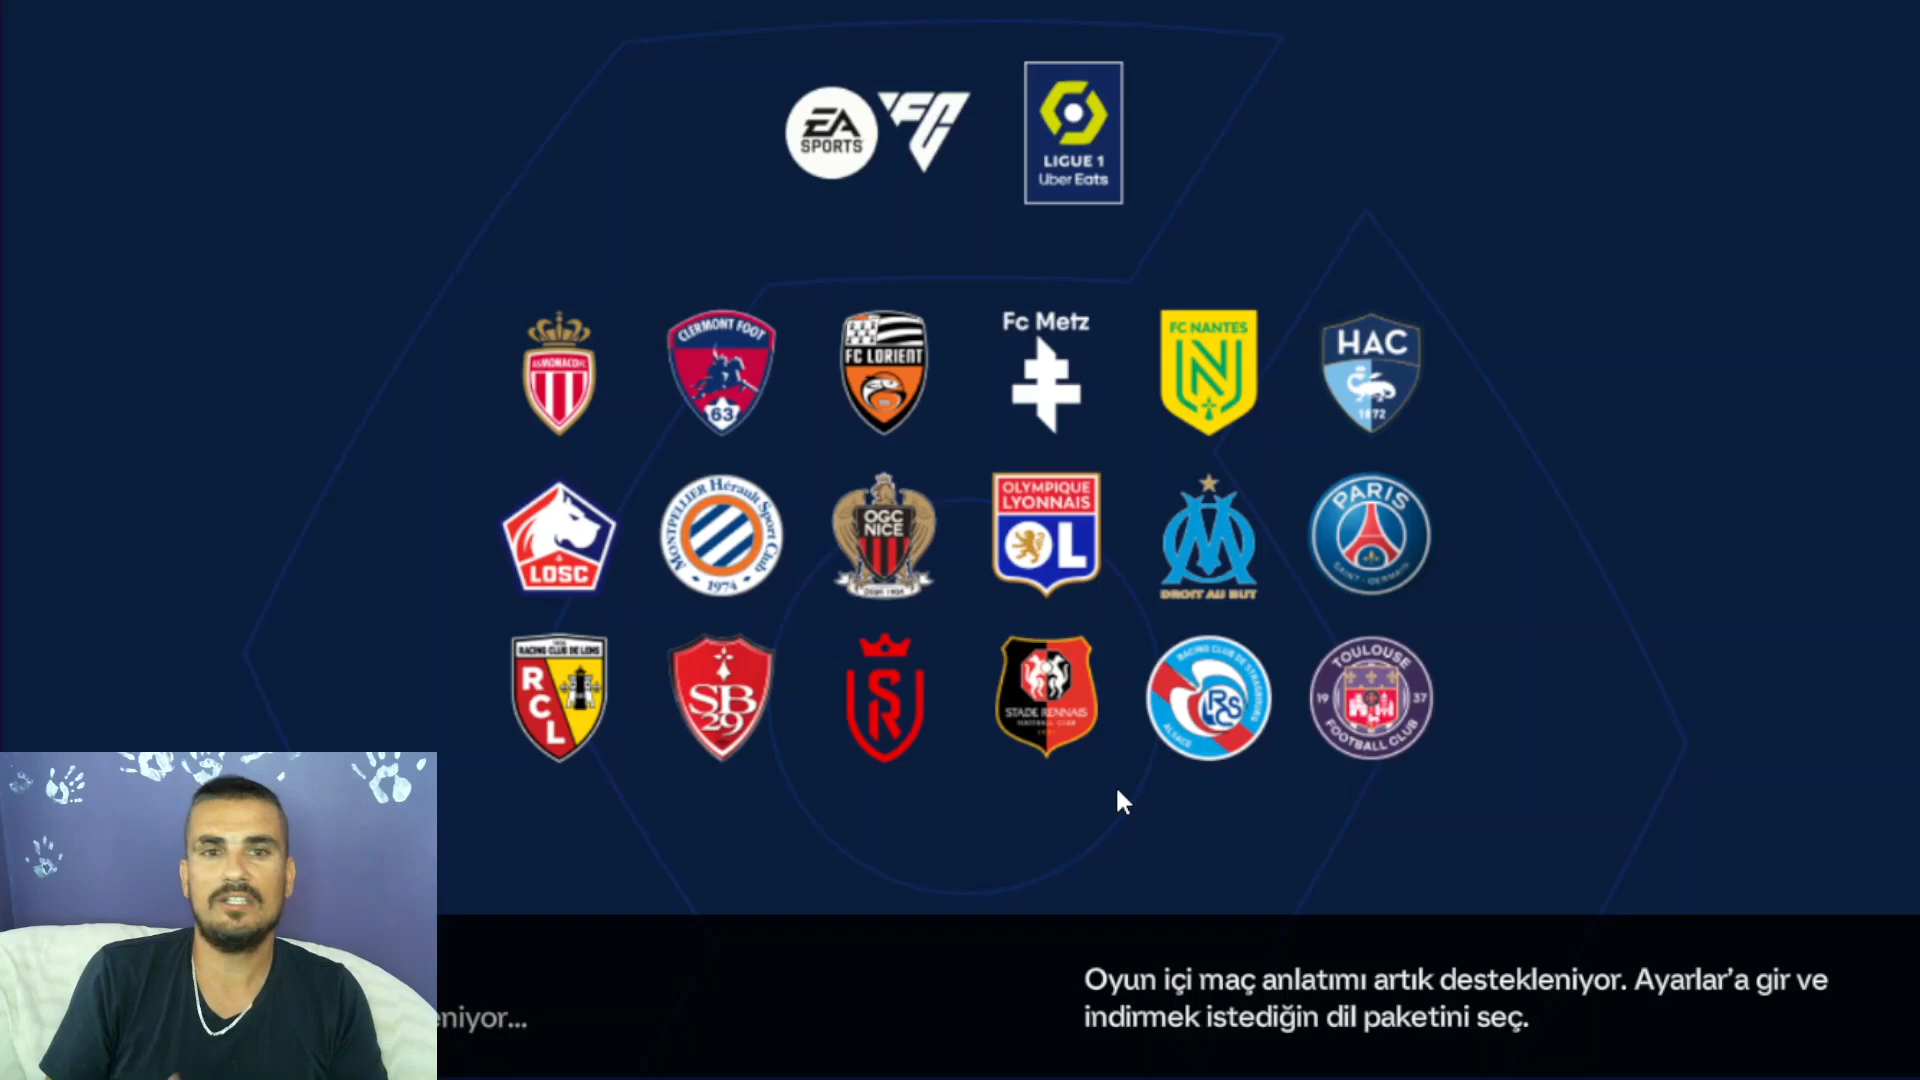 EA
SPORTS
FC
LIGUE 1
Uber Eats
AS MONACO FC
CLERMONT FOOT
63
FC LORIENT
Fc Metz
FC NANTES
N
HAC
1872
LOSC
MONTPELLIER Hérault Sport Club
1974
OGC
NICE
OLYMPIQUE
LYONNAIS
OL
M
DROIT AU BUT
PARIS
SAINT-GERMAIN
RACING CLUB DE LENS
RCL
SB
29
SR
STADE RENNAIS
FOOTBALL CLUB
RACING CLUB DE STRASBOURG
RCS
ALSACE
TOULOUSE
19 37
FOOTBALL CLUB
eniyor...
Oyun içi maç anlatımı artık destekleniyor. Ayarlar'a gir ve
indirmek istediğin dil paketini seç.